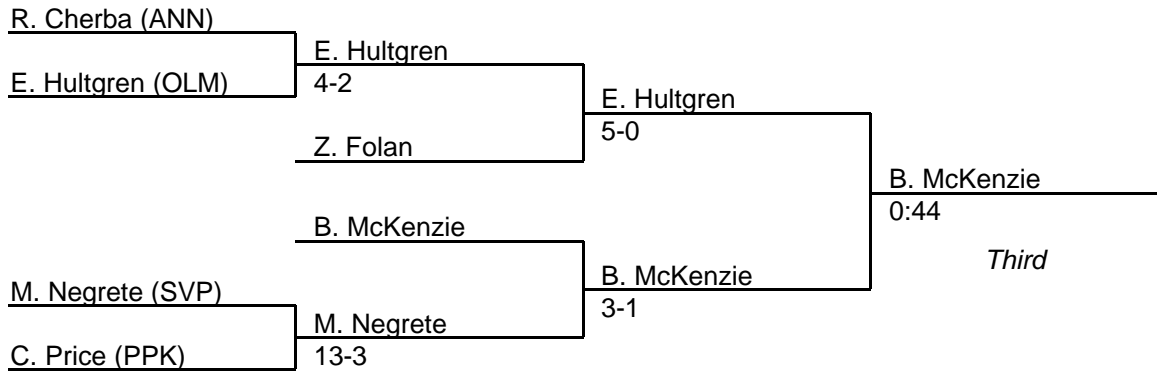 R. Cherba (ANN)
E. Hultgren
E. Hultgren (OLM)
4-2
E. Hultgren
5-0
Z. Folan
B. McKenzie
0:44
B. McKenzie
Third
B. McKenzie
M. Negrete (SVP)
3-1
M. Negrete
C. Price (PPK)
13-3